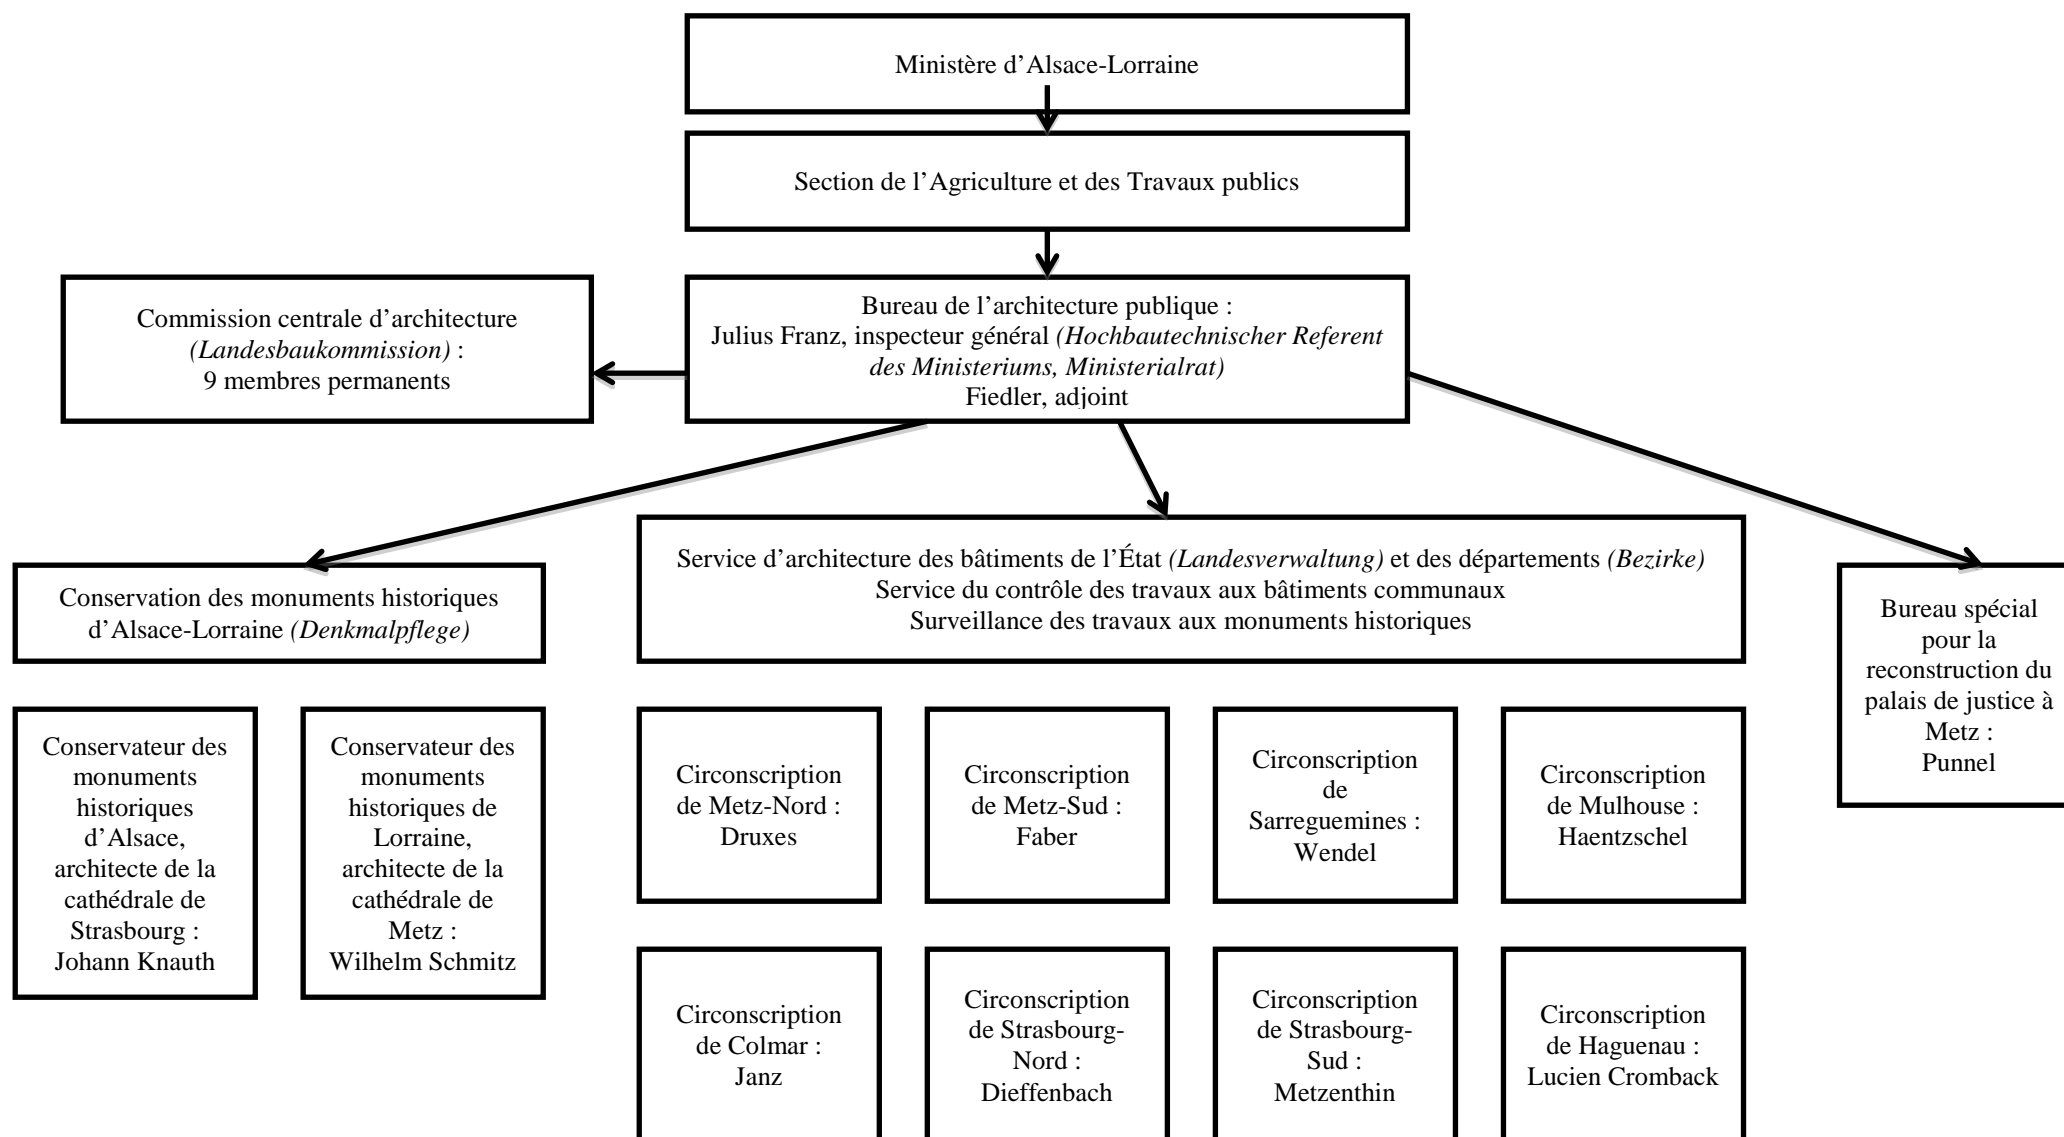 Ministère d’Alsace-Lorraine
Section de l’Agriculture et des Travaux publics
Commission centrale d’architecture
(Landesbaukommission) :
9 membres permanents
Bureau de l’architecture publique :
Julius Franz, inspecteur général (Hochbautechnischer Referent
des Ministeriums, Ministerialrat)
Fiedler, adjoint
Conservation des monuments historiques
d’Alsace-Lorraine (Denkmalpflege)
Service d’architecture des bâtiments de l’État (Landesverwaltung) et des départements (Bezirke)
Service du contrôle des travaux aux bâtiments communaux
Surveillance des travaux aux monuments historiques
Bureau spécial
pour la
reconstruction du
palais de justice à
Metz :
Punnel
Conservateur des
monuments
historiques
d’Alsace,
architecte de la
cathédrale de
Strasbourg :
Johann Knauth
Conservateur des
monuments
historiques de
Lorraine,
architecte de la
cathédrale de
Metz :
Wilhelm Schmitz
Circonscription
de Metz-Nord :
Druxes
Circonscription
de Metz-Sud :
Faber
Circonscription
de
Sarreguemines :
Wendel
Circonscription
de Mulhouse :
Haentzschel
Circonscription
de Colmar :
Janz
Circonscription
de Strasbourg-
Nord :
Dieffenbach
Circonscription
de Strasbourg-
Sud :
Metzenthin
Circonscription
de Haguenau :
Lucien Cromback